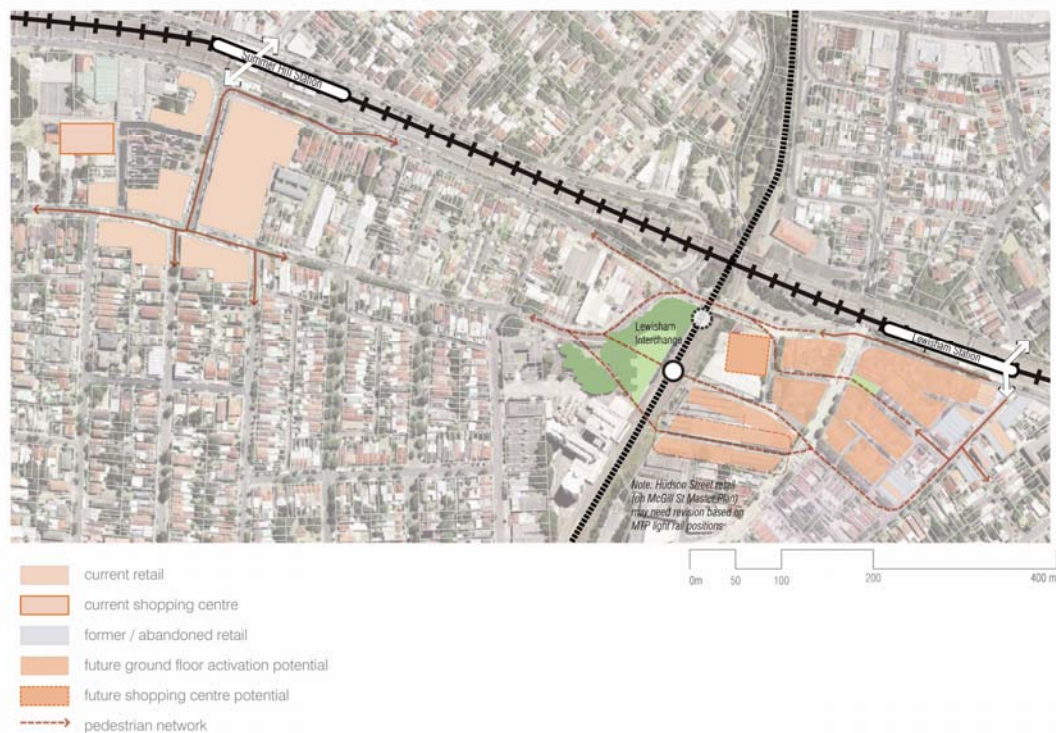 Summer Hill Station
Lewisham
Interchange
Lewisham Station
Note: Hudson Street retail
(on McGill St Master Plan)
may need revision based on
MTP light rail positions
0m 50 100 200 400 m
current retail
current shopping centre
former / abandoned retail
future ground floor activation potential
future shopping centre potential
pedestrian network